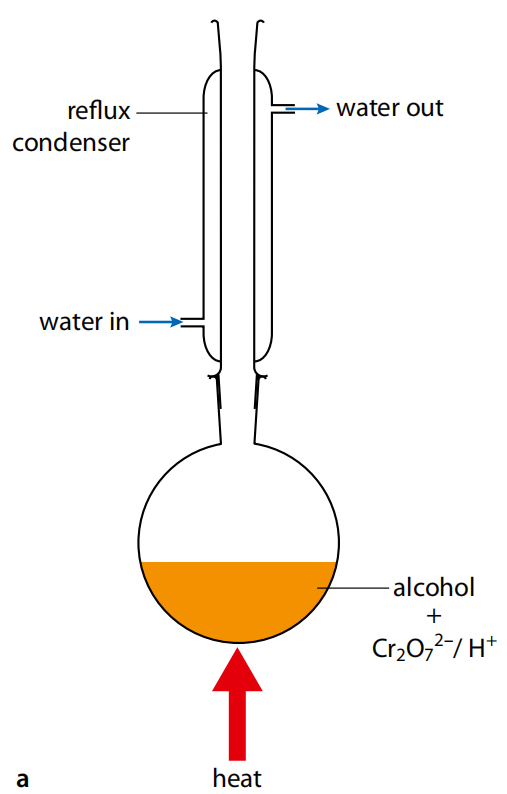 reflux
condenser
water out
water in
alcohol
+
Cr₂O₇²⁻/ H⁺
a
heat